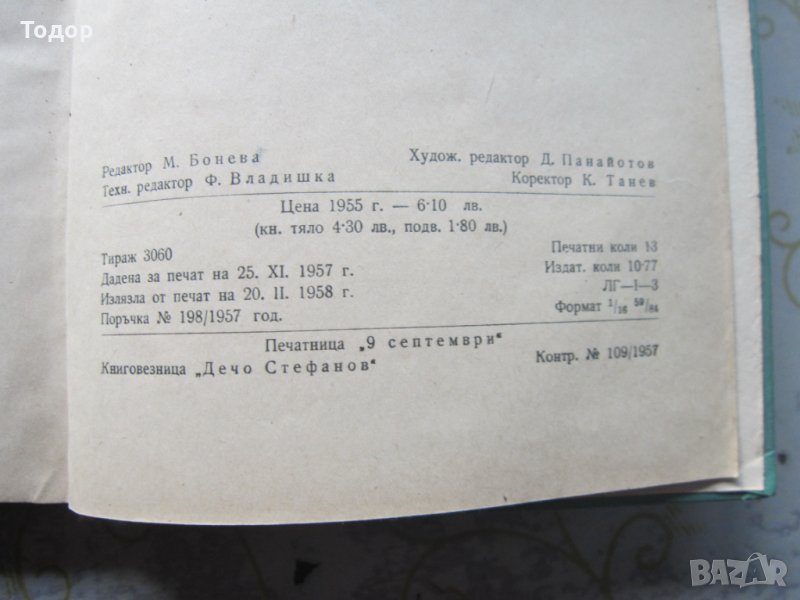 Тодор
Редактор М. Бонева Худож. редактор Д. Панайотов
Техн. редактор Ф. Владишка Коректор К. Танев
Цена 1955 г. — 6·10 лв.
(кн. тяло 4·30 лв., подв. 1·80 лв.)
Тираж 3060 Печатни коли 13
Дадена за печат на 25. XI. 1957 г. Издат. коли 10·77
Излязла от печат на 20. II. 1958 г. ЛГ—I—3
Поръчка № 198/1957 год. Формат 1/16 59/84
Печатница „9 септември“
Книговезница „Дечо Стефанов“ Контр. № 109/1957
BAZAR